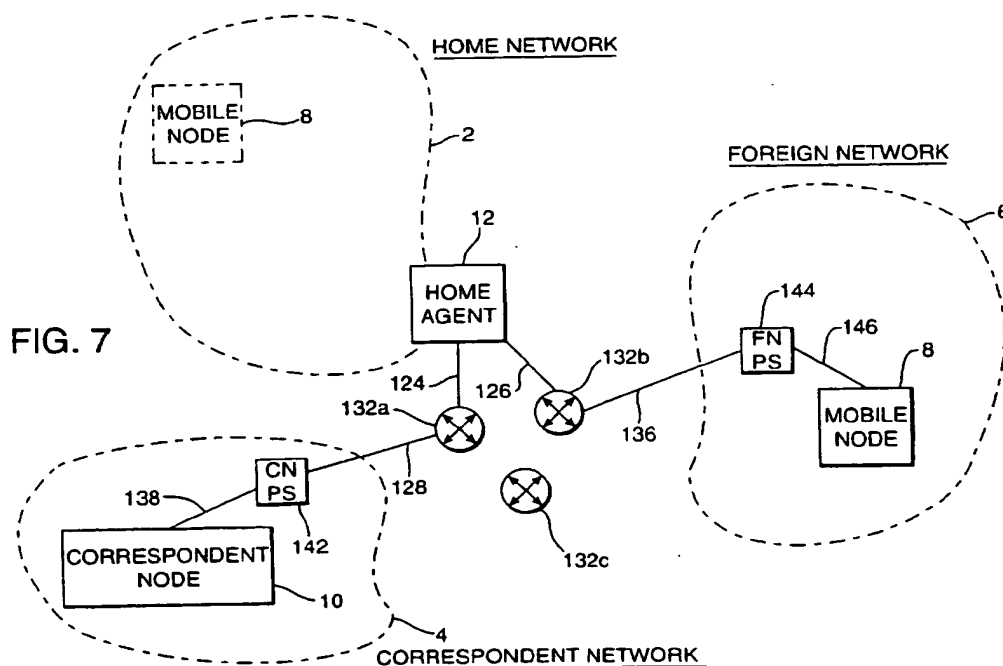 HOME NETWORK
MOBILE
NODE
8
2
FOREIGN NETWORK
6
12
HOME
AGENT
144
FN
PS
146
8
MOBILE
NODE
FIG. 7
124
126
132b
132a
136
CN
PS
128
138
142
132c
CORRESPONDENT
NODE
10
4
CORRESPONDENT NETWORK